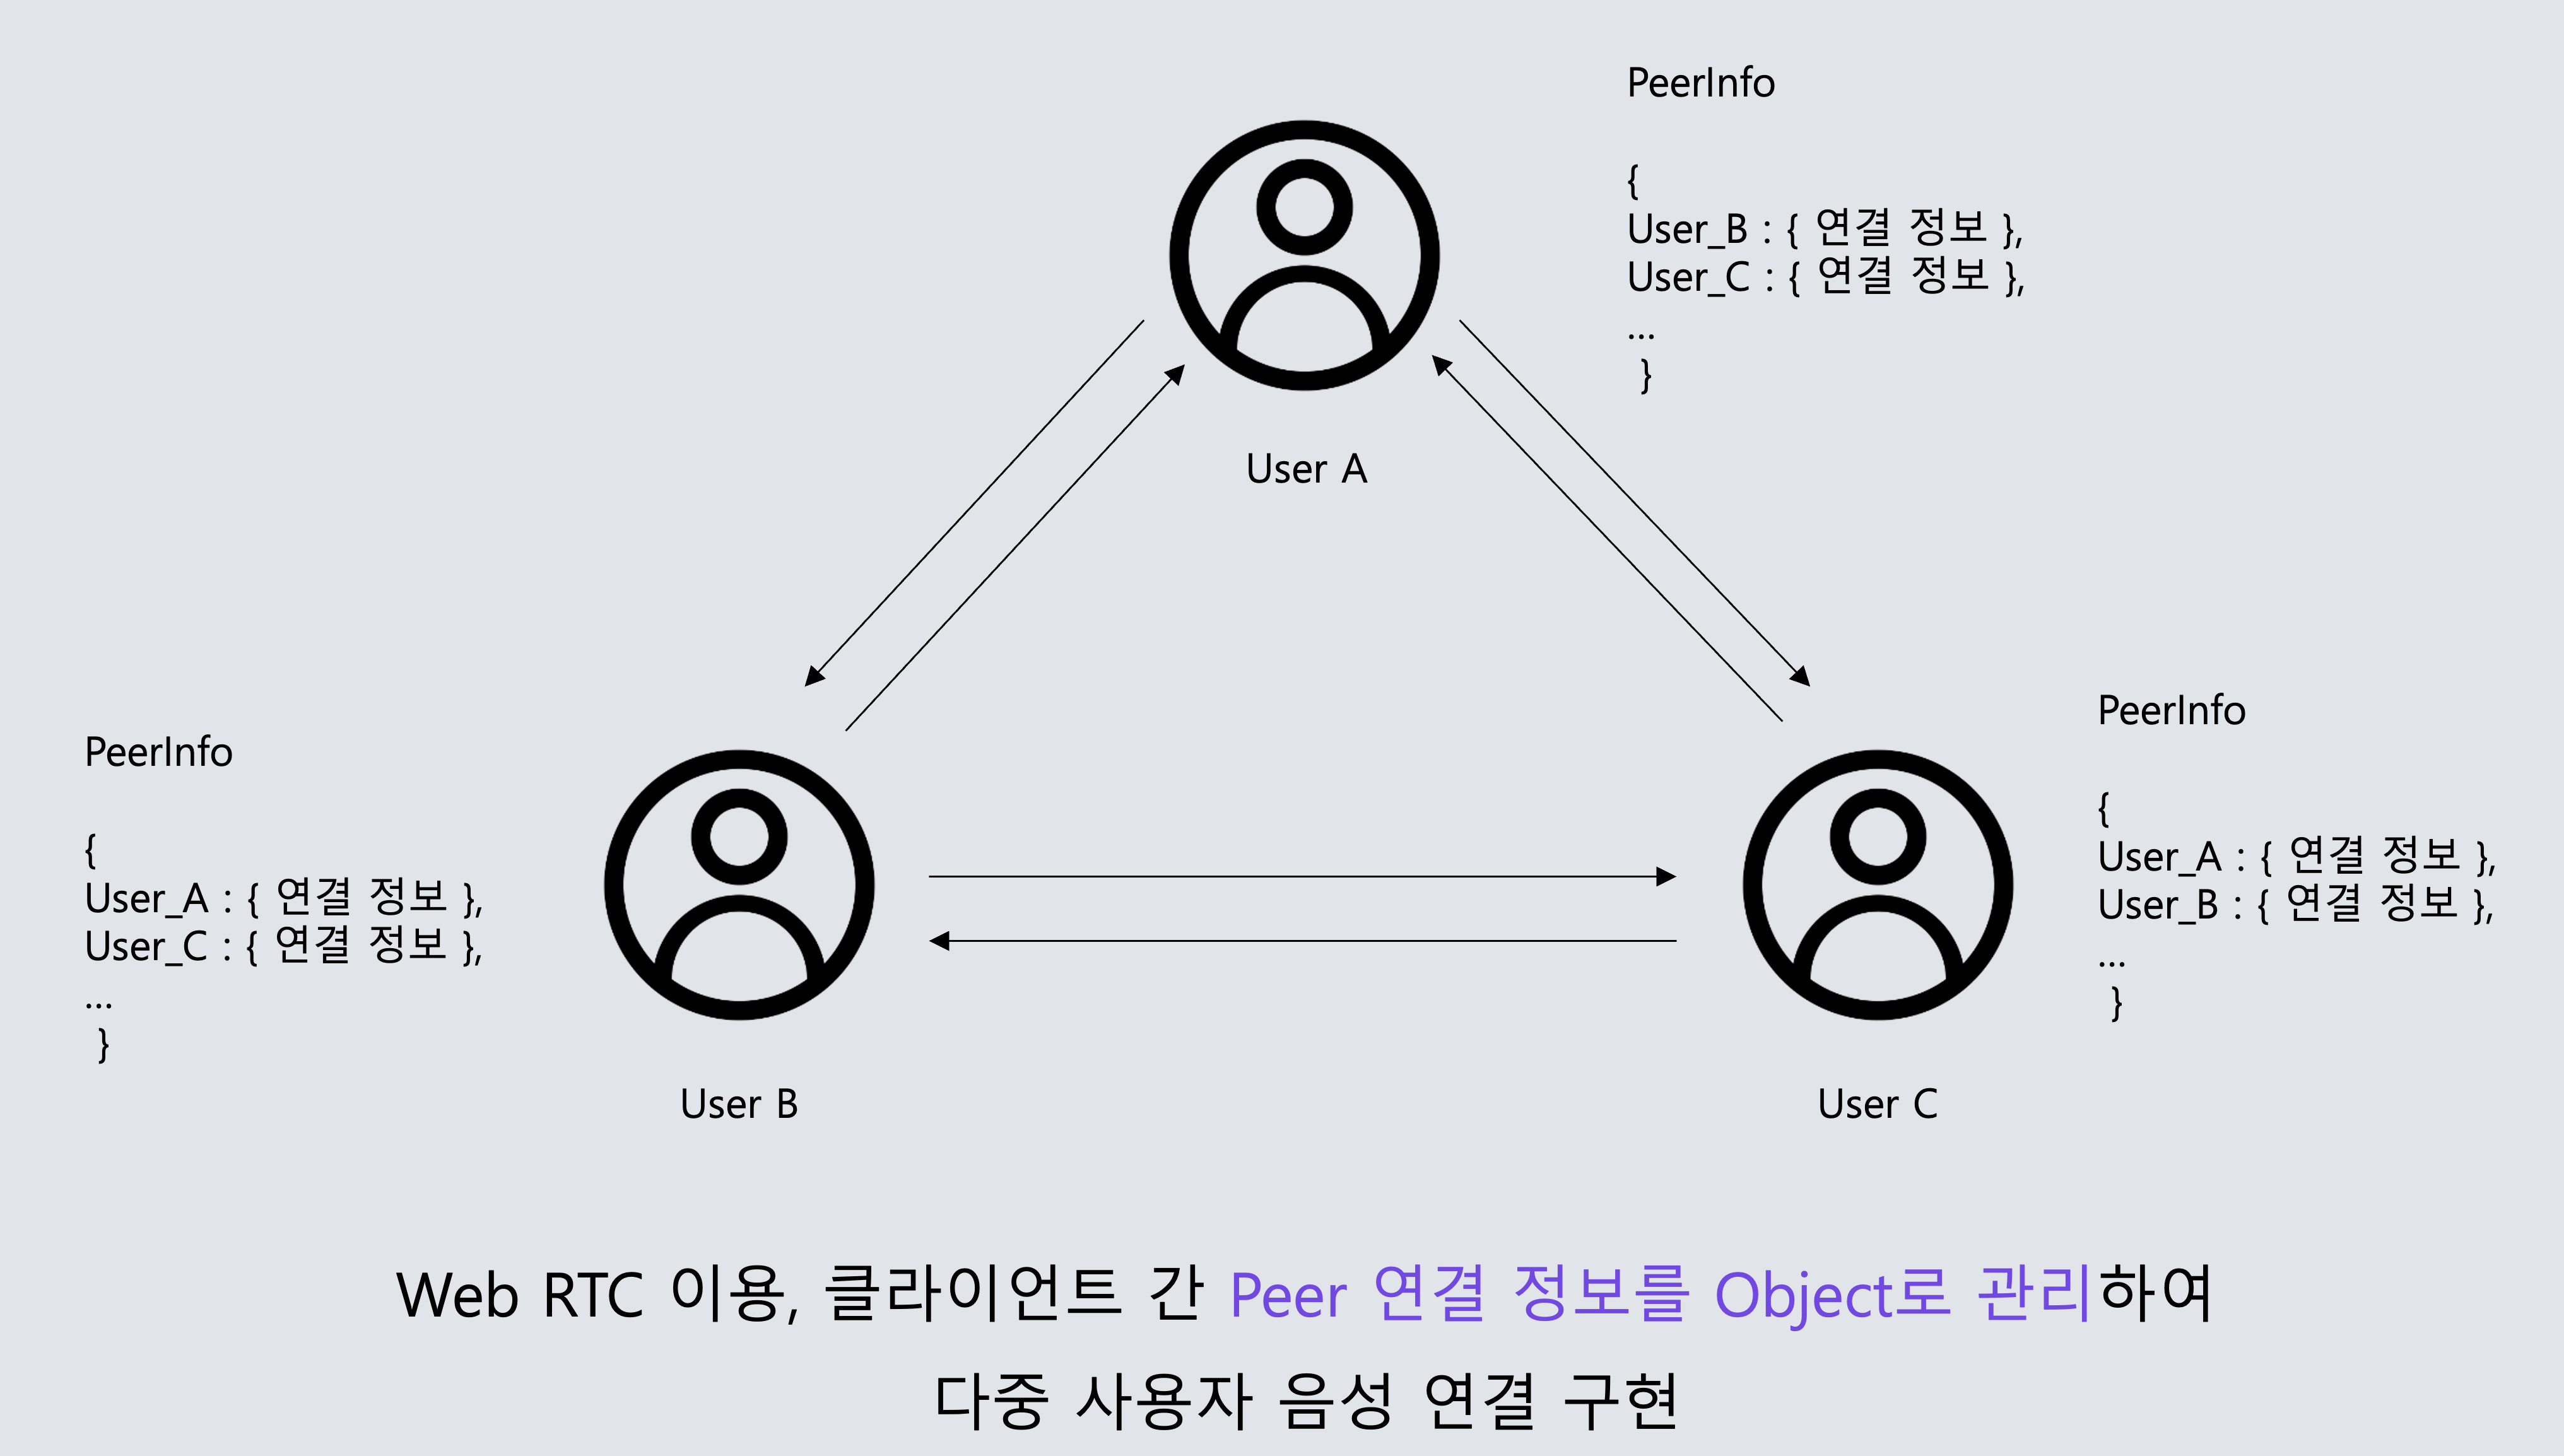 PeerInfo
{
User_B : { 연결 정보 },
User_C : { 연결 정보 },
...
}
User A
PeerInfo
{
User_A : { 연결 정보 },
User_C : { 연결 정보 },
...
}
User B
PeerInfo
{
User_A : { 연결 정보 },
User_B : { 연결 정보 },
...
}
User C
Web RTC 이용, 클라이언트 간 Peer 연결 정보를 Object로 관리하여
다중 사용자 음성 연결 구현